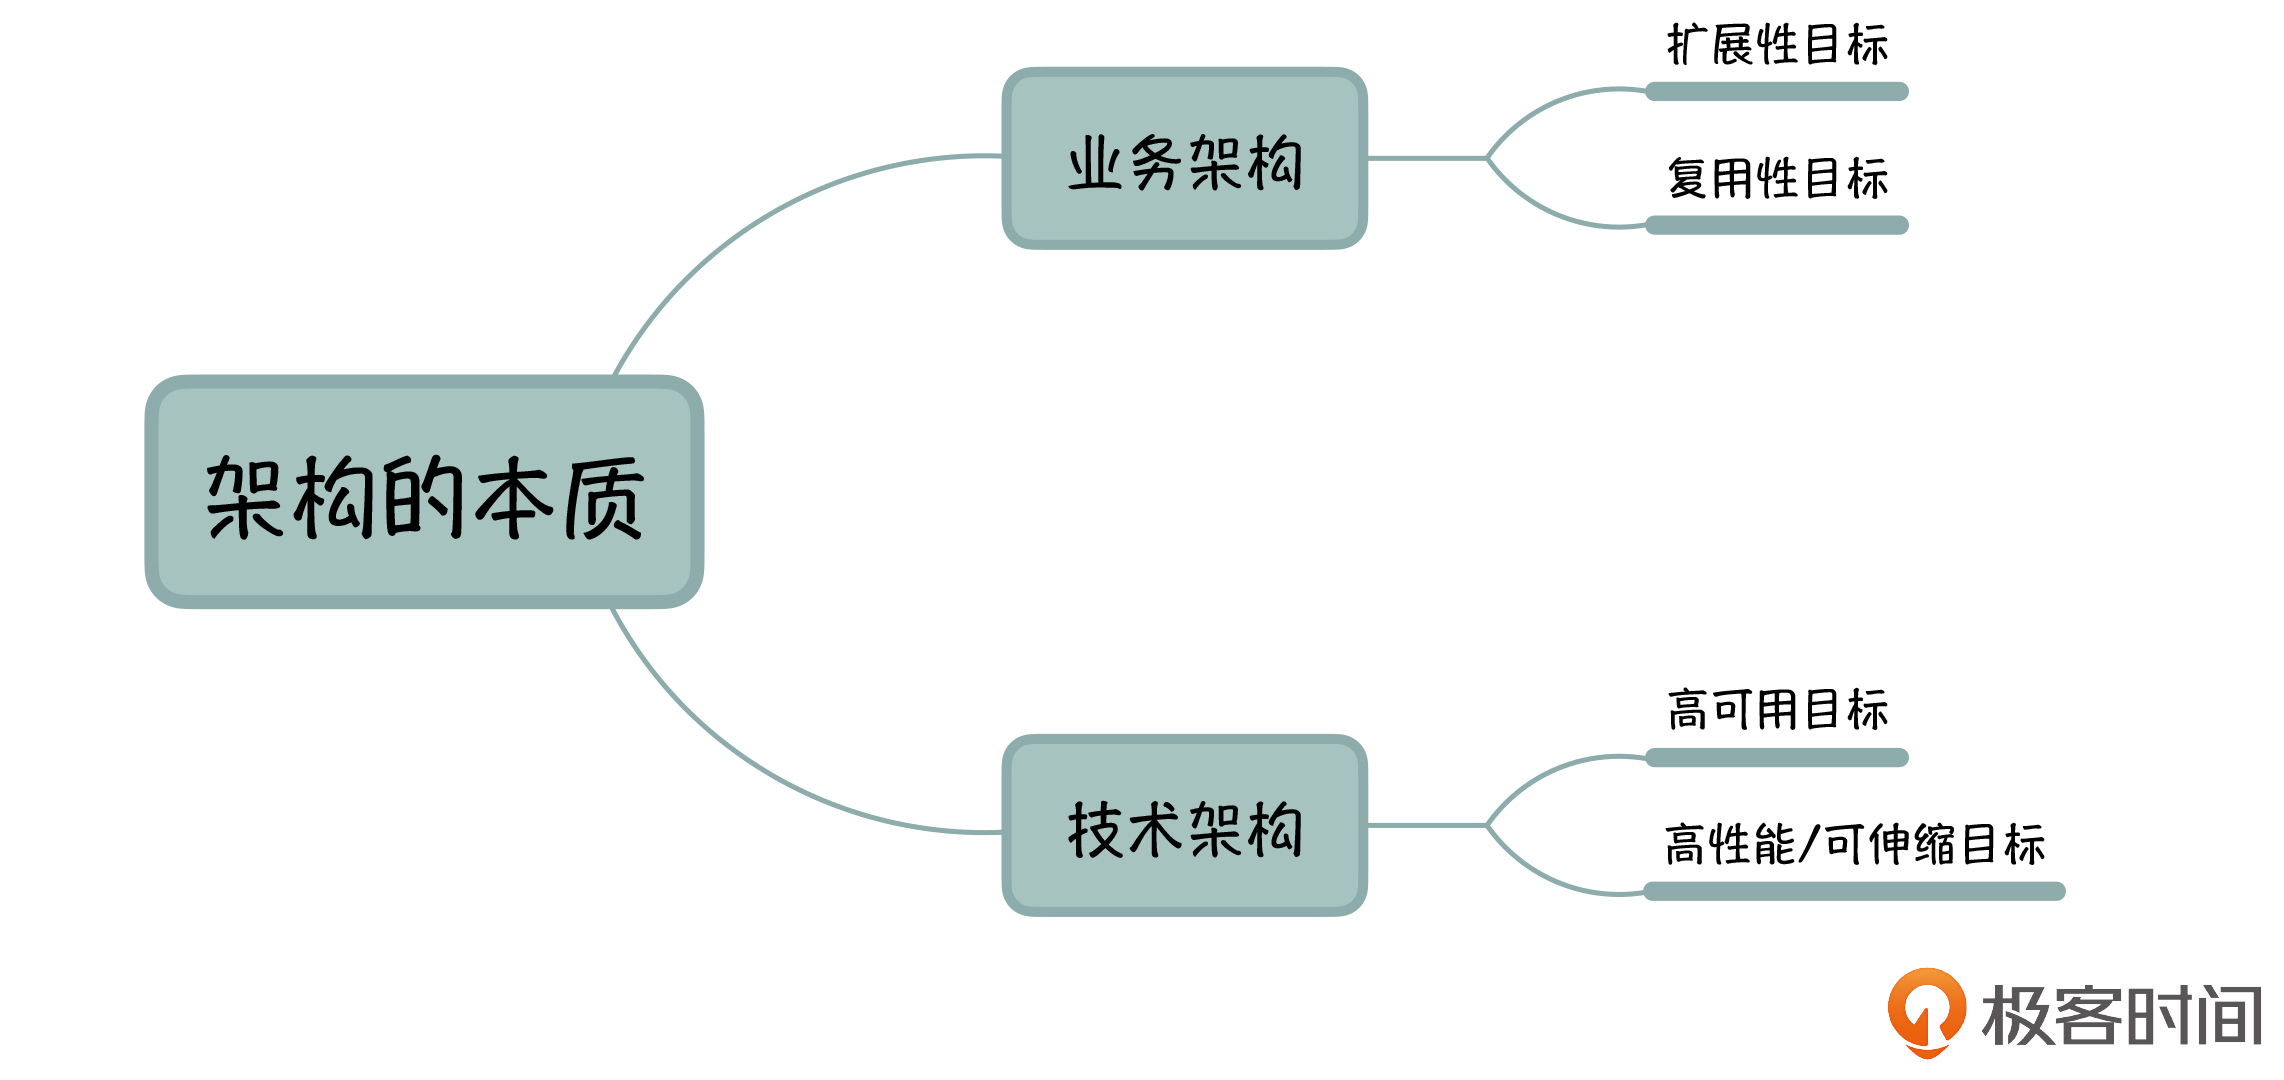 架构的本质
业务架构
扩展性目标
复用性目标
技术架构
高可用目标
高性能/可伸缩目标
极客时间